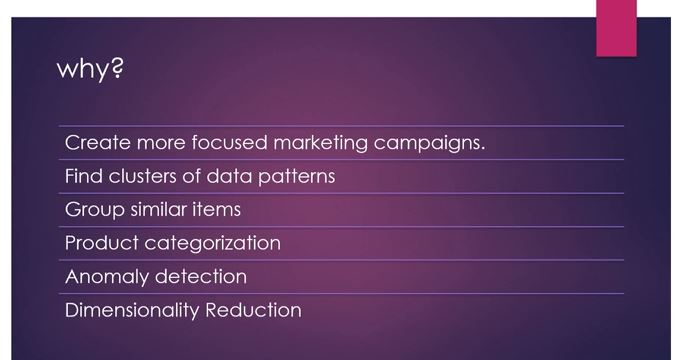 why?
Create more focused marketing campaigns.
Find clusters of data patterns
Group similar items
Product categorization
Anomaly detection
Dimensionality Reduction